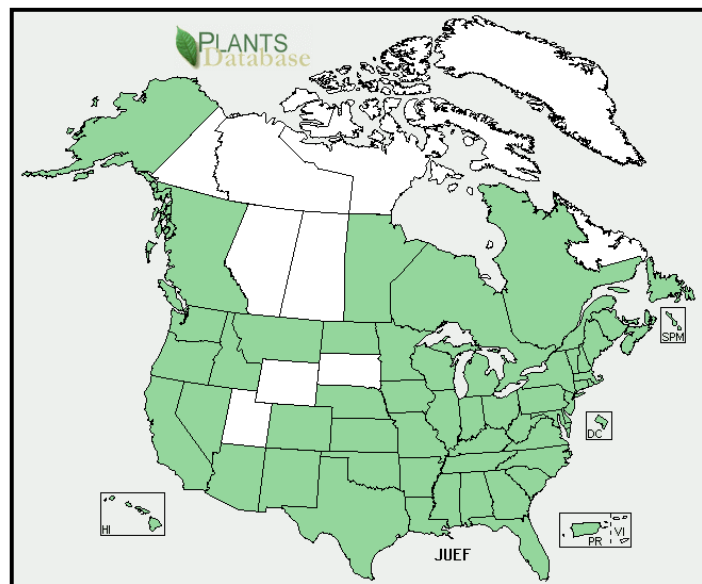 PLANTS
Database
SPM
DC
HI
PR
VI
JUEF